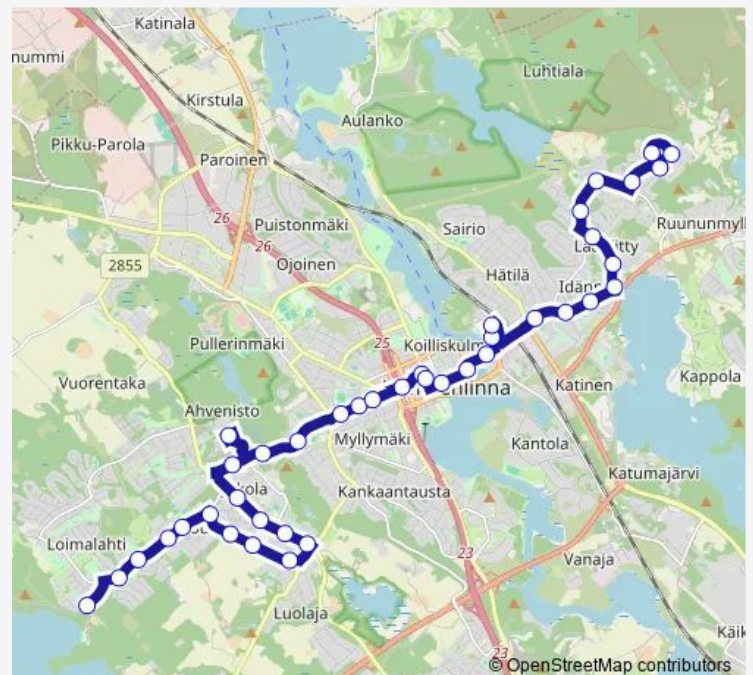 Katinala
nummi
Luhtiala
Kirstula
Aulanko
Pikku-Parola
Paroinen
26
26
Puistonmäki
Sairio
Ruununmyll
2855
Ojoinen
Hätilä
25
Pullerinmäki
Koilliskulm
Vuorentaka
Katinen
Kappola
Ahvenisto
Myllymäki
Kantola
Katumajärvi
Kankaantausta
Loimalahti
23
Vanaja
Luolaja
Käik
23
© OpenStreetMap contributors